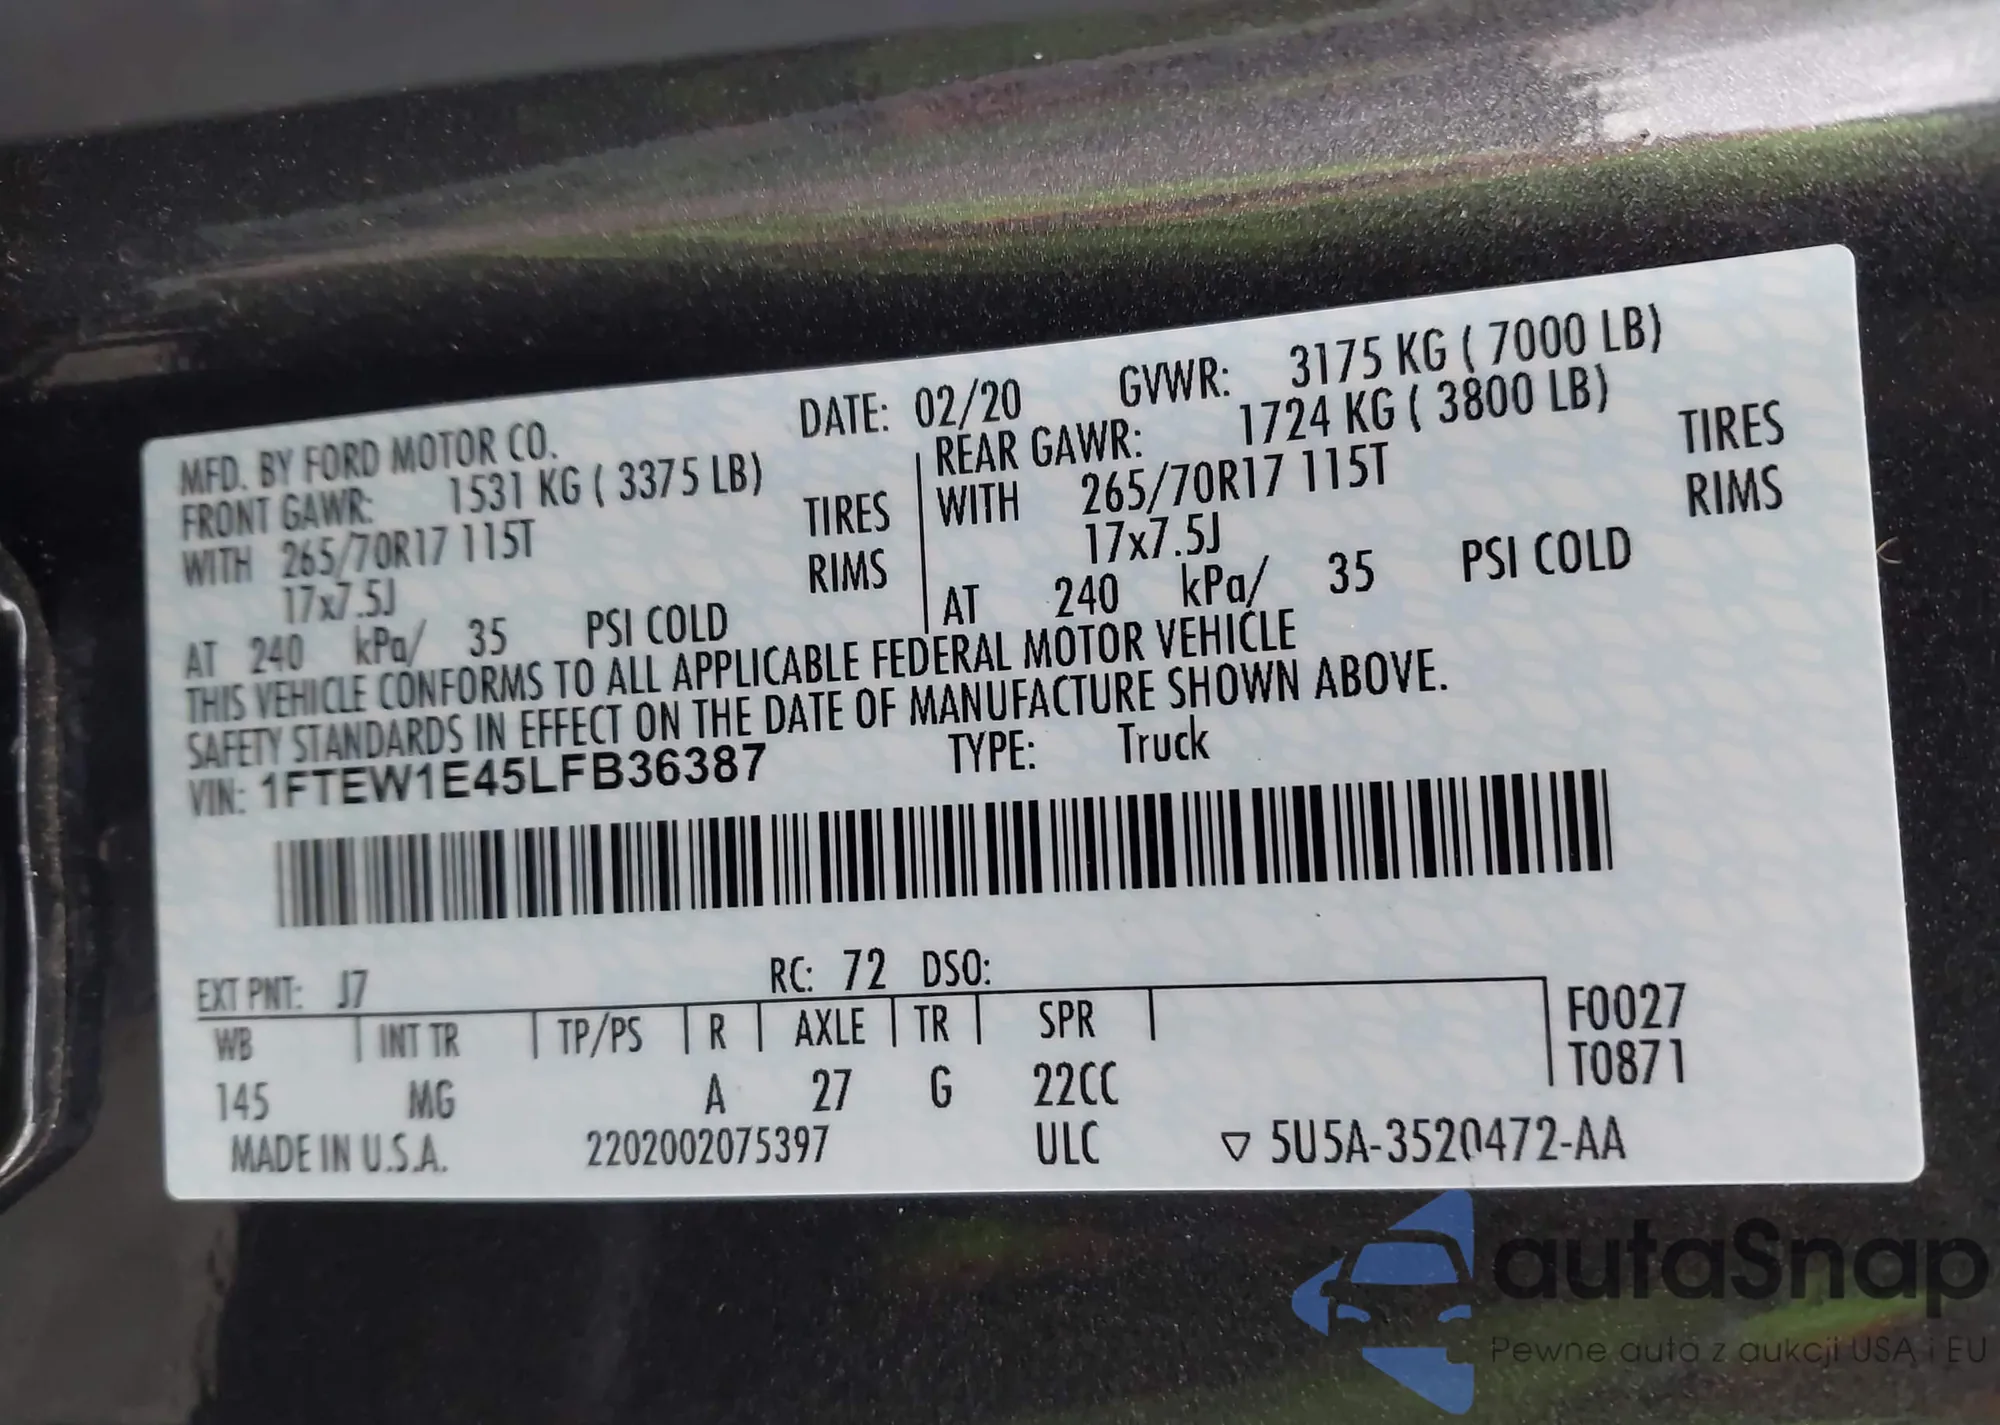 MFD. BY FORD MOTOR CO. DATE: 02/20 GVWR: 3175 KG ( 7000 LB)
FRONT GAWR: 1531 KG ( 3375 LB) REAR GAWR: 1724 KG ( 3800 LB)
WITH 265/70R17 115T TIRES WITH 265/70R17 115T TIRES
17x7.5J RIMS 17x7.5J RIMS
AT 240 kPa/ 35 PSI COLD AT 240 kPa/ 35 PSI COLD
THIS VEHICLE CONFORMS TO ALL APPLICABLE FEDERAL MOTOR VEHICLE
SAFETY STANDARDS IN EFFECT ON THE DATE OF MANUFACTURE SHOWN ABOVE.
VIN: 1FTEW1E45LFB36387 TYPE: Truck
EXT PNT: J7 RC: 72 DSO:
WB INT TR TP/PS R AXLE TR SPR F0027
145 MG A 27 G 22CC T0871
MADE IN U.S.A. 2202002075397 ULC ▽ 5U5A-3520472-AA
autoSnap
Pewne auta z aukcji USA i EU